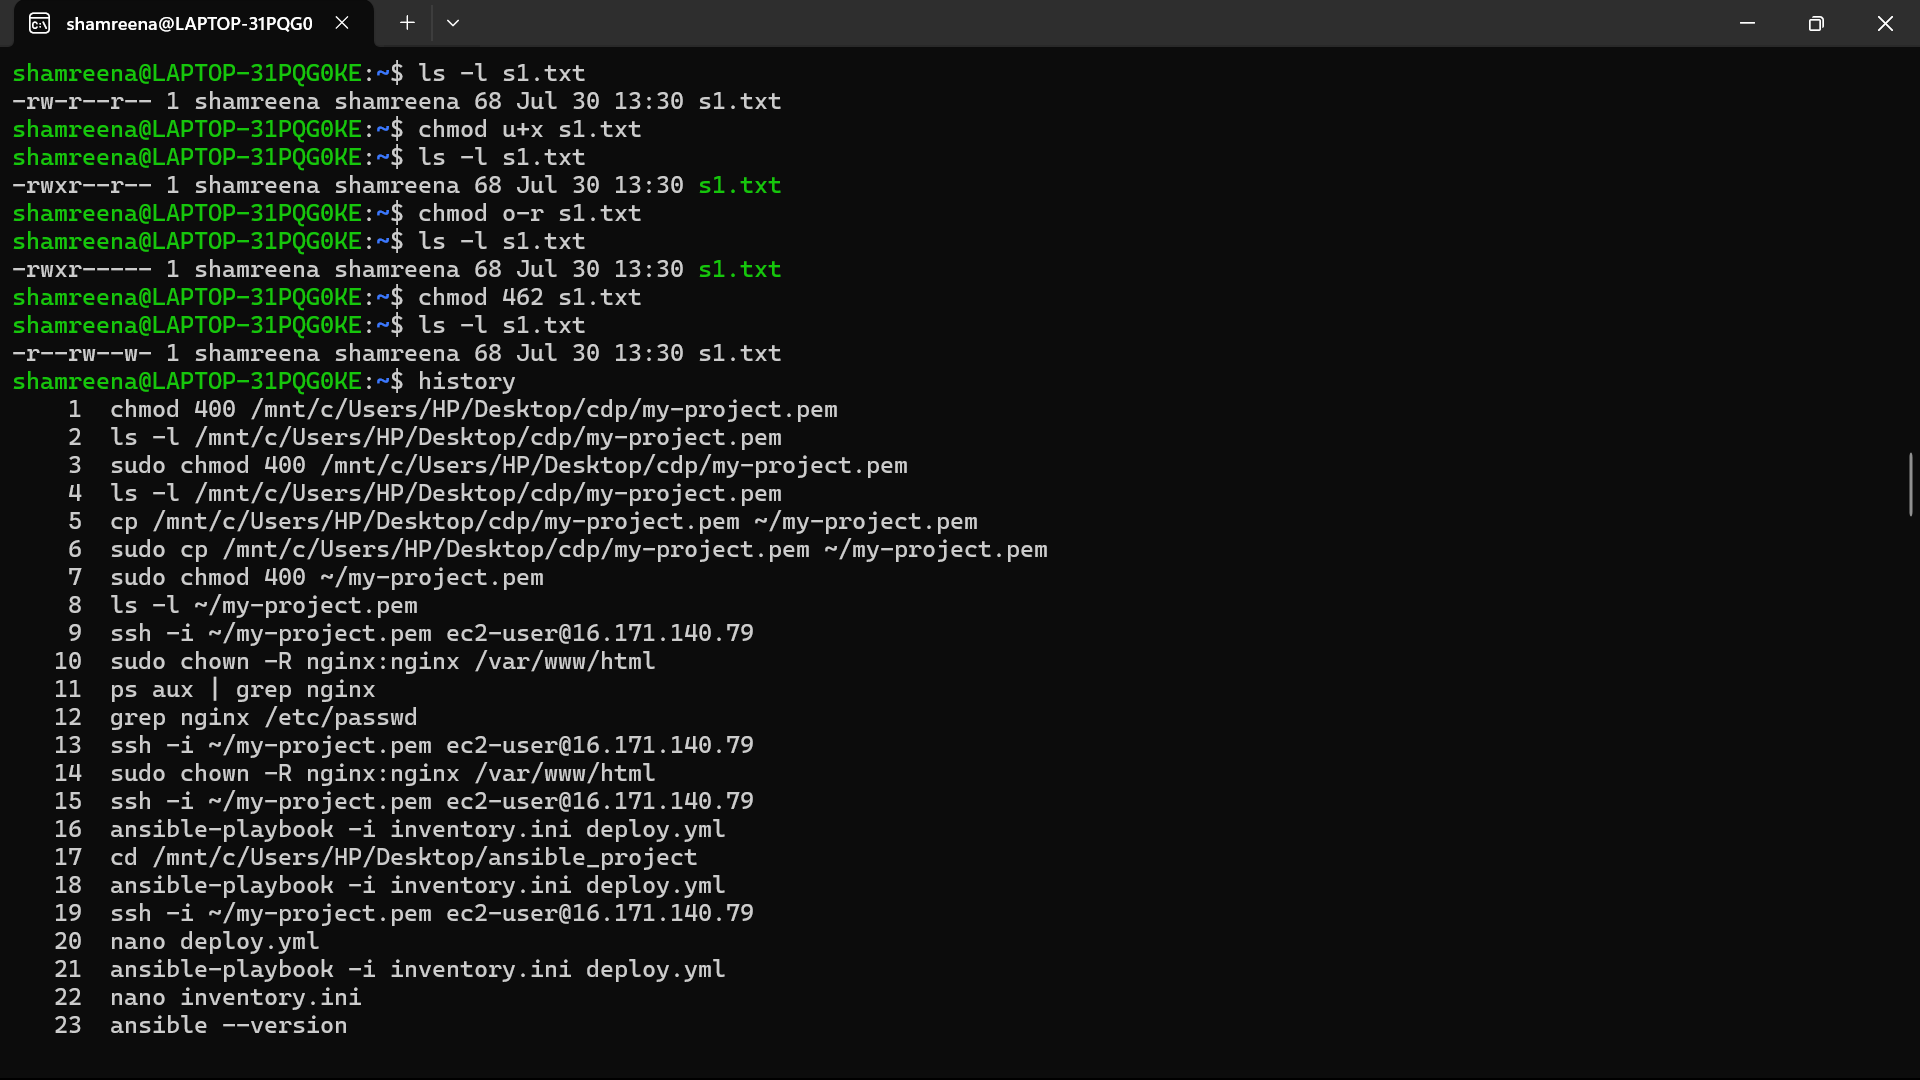 shamreena@LAPTOP-31PQG0
shamreena@LAPTOP-31PQG0KE:~$ ls -l s1.txt
-rw-r--r-- 1 shamreena shamreena 68 Jul 30 13:30 s1.txt
shamreena@LAPTOP-31PQG0KE:~$ chmod u+x s1.txt
shamreena@LAPTOP-31PQG0KE:~$ ls -l s1.txt
-rwxr--r-- 1 shamreena shamreena 68 Jul 30 13:30 s1.txt
shamreena@LAPTOP-31PQG0KE:~$ chmod o-r s1.txt
shamreena@LAPTOP-31PQG0KE:~$ ls -l s1.txt
-rwxr----- 1 shamreena shamreena 68 Jul 30 13:30 s1.txt
shamreena@LAPTOP-31PQG0KE:~$ chmod 462 s1.txt
shamreena@LAPTOP-31PQG0KE:~$ ls -l s1.txt
-r--rw--w- 1 shamreena shamreena 68 Jul 30 13:30 s1.txt
shamreena@LAPTOP-31PQG0KE:~$ history
1 chmod 400 /mnt/c/Users/HP/Desktop/cdp/my-project.pem
2 ls -l /mnt/c/Users/HP/Desktop/cdp/my-project.pem
3 sudo chmod 400 /mnt/c/Users/HP/Desktop/cdp/my-project.pem
4 ls -l /mnt/c/Users/HP/Desktop/cdp/my-project.pem
5 cp /mnt/c/Users/HP/Desktop/cdp/my-project.pem ~/my-project.pem
6 sudo cp /mnt/c/Users/HP/Desktop/cdp/my-project.pem ~/my-project.pem
7 sudo chmod 400 ~/my-project.pem
8 ls -l ~/my-project.pem
9 ssh -i ~/my-project.pem ec2-user@16.171.140.79
10 sudo chown -R nginx:nginx /var/www/html
11 ps aux | grep nginx
12 grep nginx /etc/passwd
13 ssh -i ~/my-project.pem ec2-user@16.171.140.79
14 sudo chown -R nginx:nginx /var/www/html
15 ssh -i ~/my-project.pem ec2-user@16.171.140.79
16 ansible-playbook -i inventory.ini deploy.yml
17 cd /mnt/c/Users/HP/Desktop/ansible_project
18 ansible-playbook -i inventory.ini deploy.yml
19 ssh -i ~/my-project.pem ec2-user@16.171.140.79
20 nano deploy.yml
21 ansible-playbook -i inventory.ini deploy.yml
22 nano inventory.ini
23 ansible --version